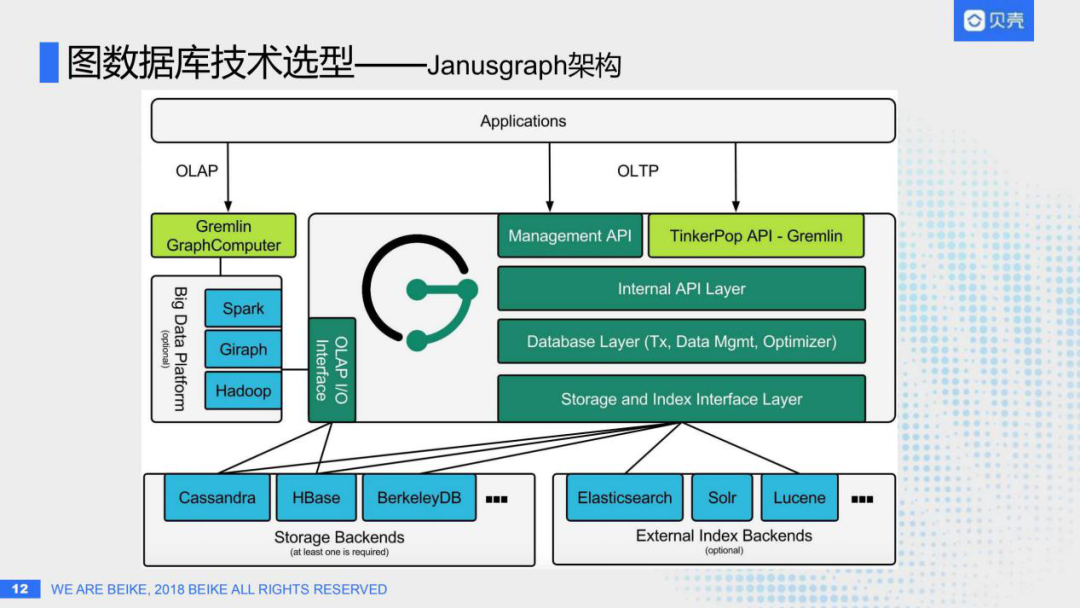 贝壳
图数据库技术选型——Janusgraph架构
Applications
OLAP
OLTP
Gremlin
GraphComputer
Management API
TinkerPop API - Gremlin
Internal API Layer
Big Data Platform
(optional)
Spark
Giraph
Hadoop
OLAP I/O
Interface
Database Layer (Tx, Data Mgmt, Optimizer)
Storage and Index Interface Layer
Cassandra
HBase
BerkeleyDB
Storage Backends
(at least one is required)
Elasticsearch
Solr
Lucene
External Index Backends
(optional)
12
WE ARE BEIKE, 2018 BEIKE ALL RIGHTS RESERVED